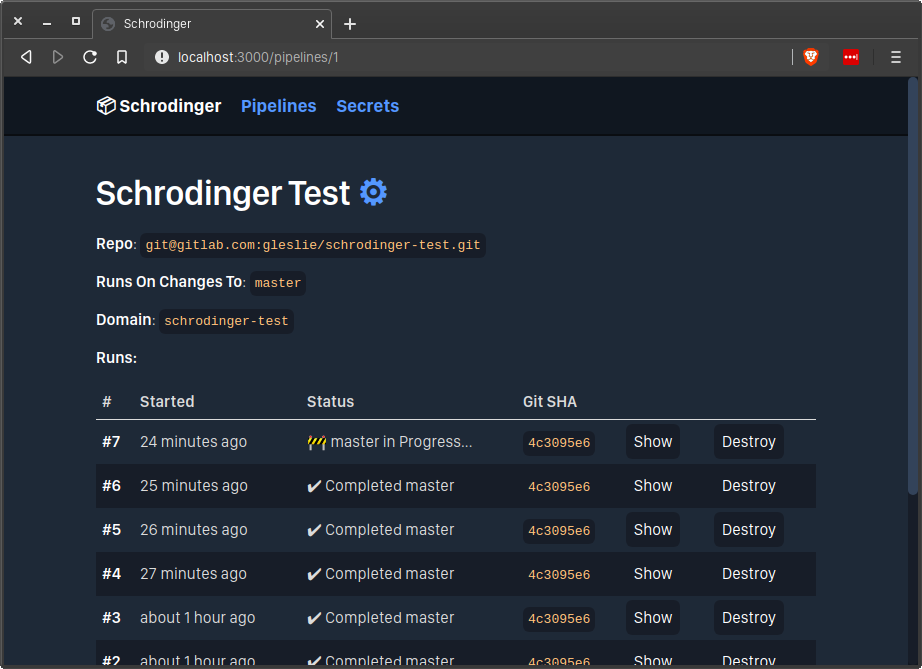 Schrodinger
localhost:3000/pipelines/1
Schrodinger Pipelines Secrets
Schrodinger Test
Repo: git@gitlab.com:gleslie/schrodinger-test.git
Runs On Changes To: master
Domain: schrodinger-test
Runs:
# Started Status Git SHA
#7 24 minutes ago master in Progress... 4c3095e6 Show Destroy
#6 25 minutes ago ✔ Completed master 4c3095e6 Show Destroy
#5 26 minutes ago ✔ Completed master 4c3095e6 Show Destroy
#4 27 minutes ago ✔ Completed master 4c3095e6 Show Destroy
#3 about 1 hour ago ✔ Completed master 4c3095e6 Show Destroy
#2 about 1 hour ago ✔ Completed master 4c3095e6 Show Destroy